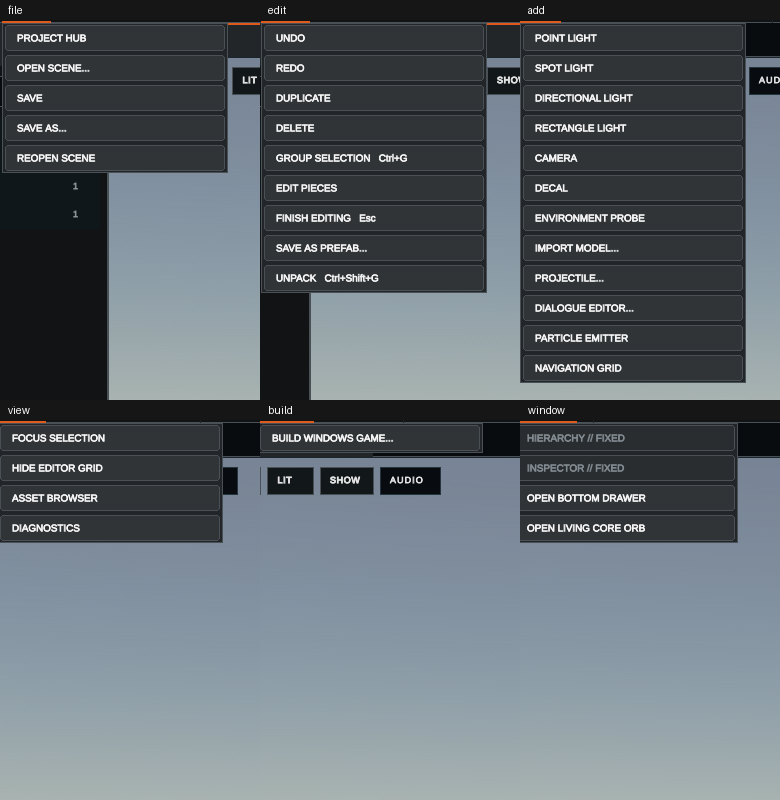 file
PROJECT HUB
OPEN SCENE...
SAVE
SAVE AS...
REOPEN SCENE
LIT
1
1
edit
UNDO
REDO
DUPLICATE
DELETE
GROUP SELECTION Ctrl+G
EDIT PIECES
FINISH EDITING Esc
SAVE AS PREFAB...
UNPACK Ctrl+Shift+G
add
POINT LIGHT
SPOT LIGHT
DIRECTIONAL LIGHT
RECTANGLE LIGHT
CAMERA
DECAL
ENVIRONMENT PROBE
IMPORT MODEL...
PROJECTILE...
DIALOGUE EDITOR...
PARTICLE EMITTER
NAVIGATION GRID
view
FOCUS SELECTION
HIDE EDITOR GRID
ASSET BROWSER
DIAGNOSTICS
build
BUILD WINDOWS GAME...
LIT SHOW AUDIO
window
HIERARCHY // FIXED
INSPECTOR // FIXED
OPEN BOTTOM DRAWER
OPEN LIVING CORE ORB